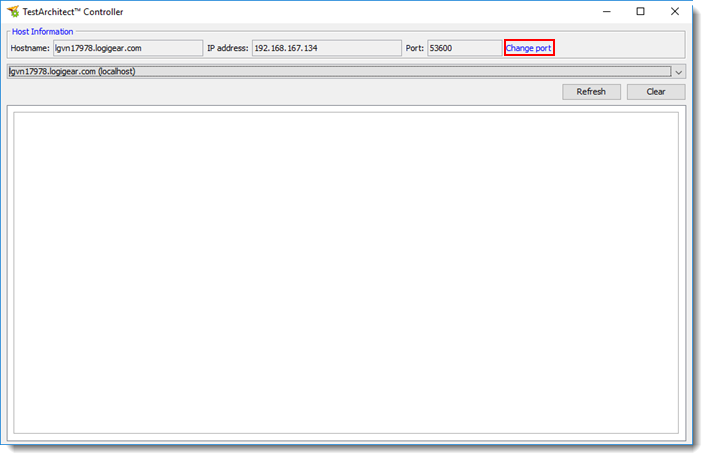 TestArchitect™ Controller
Host Information
Hostname: lgvn17978.logigear.com IP address: 192.168.167.134 Port: 53600 Change port
lgvn17978.logigear.com (localhost)
Refresh Clear